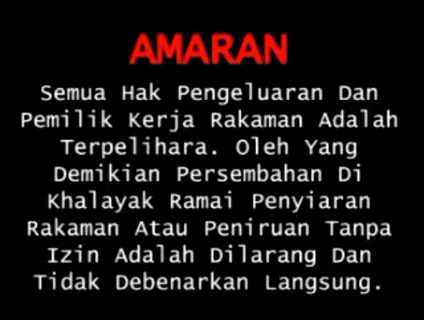 AMARAN
Semua Hak Pengeluaran Dan
Pemilik Kerja Rakaman Adalah
Terpelihara. Oleh Yang
Demikian Persembahan Di
Khalayak Ramai Penyiaran
Rakaman Atau Peniruan Tanpa
Izin Adalah Dilarang Dan
Tidak Debenarkan Langsung.